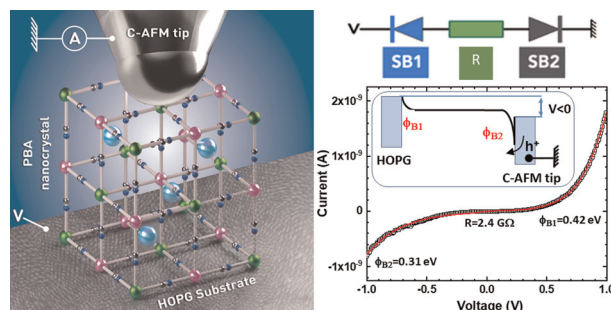 A
C-AFM tip
PBA
nanocrystal
V
HOPG Substrate
V
SB1
R
SB2
2x10⁻⁹
1x10⁻⁹
0
-1x10⁻⁹
Current (A)
V<0
ϕB1
ϕB2
h⁺
HOPG
C-AFM tip
ϕB1=0.42 eV
R=2.4 GΩ
ϕB2=0.31 eV
-1.0 -0.5 0.0 0.5 1.0
Voltage (V)